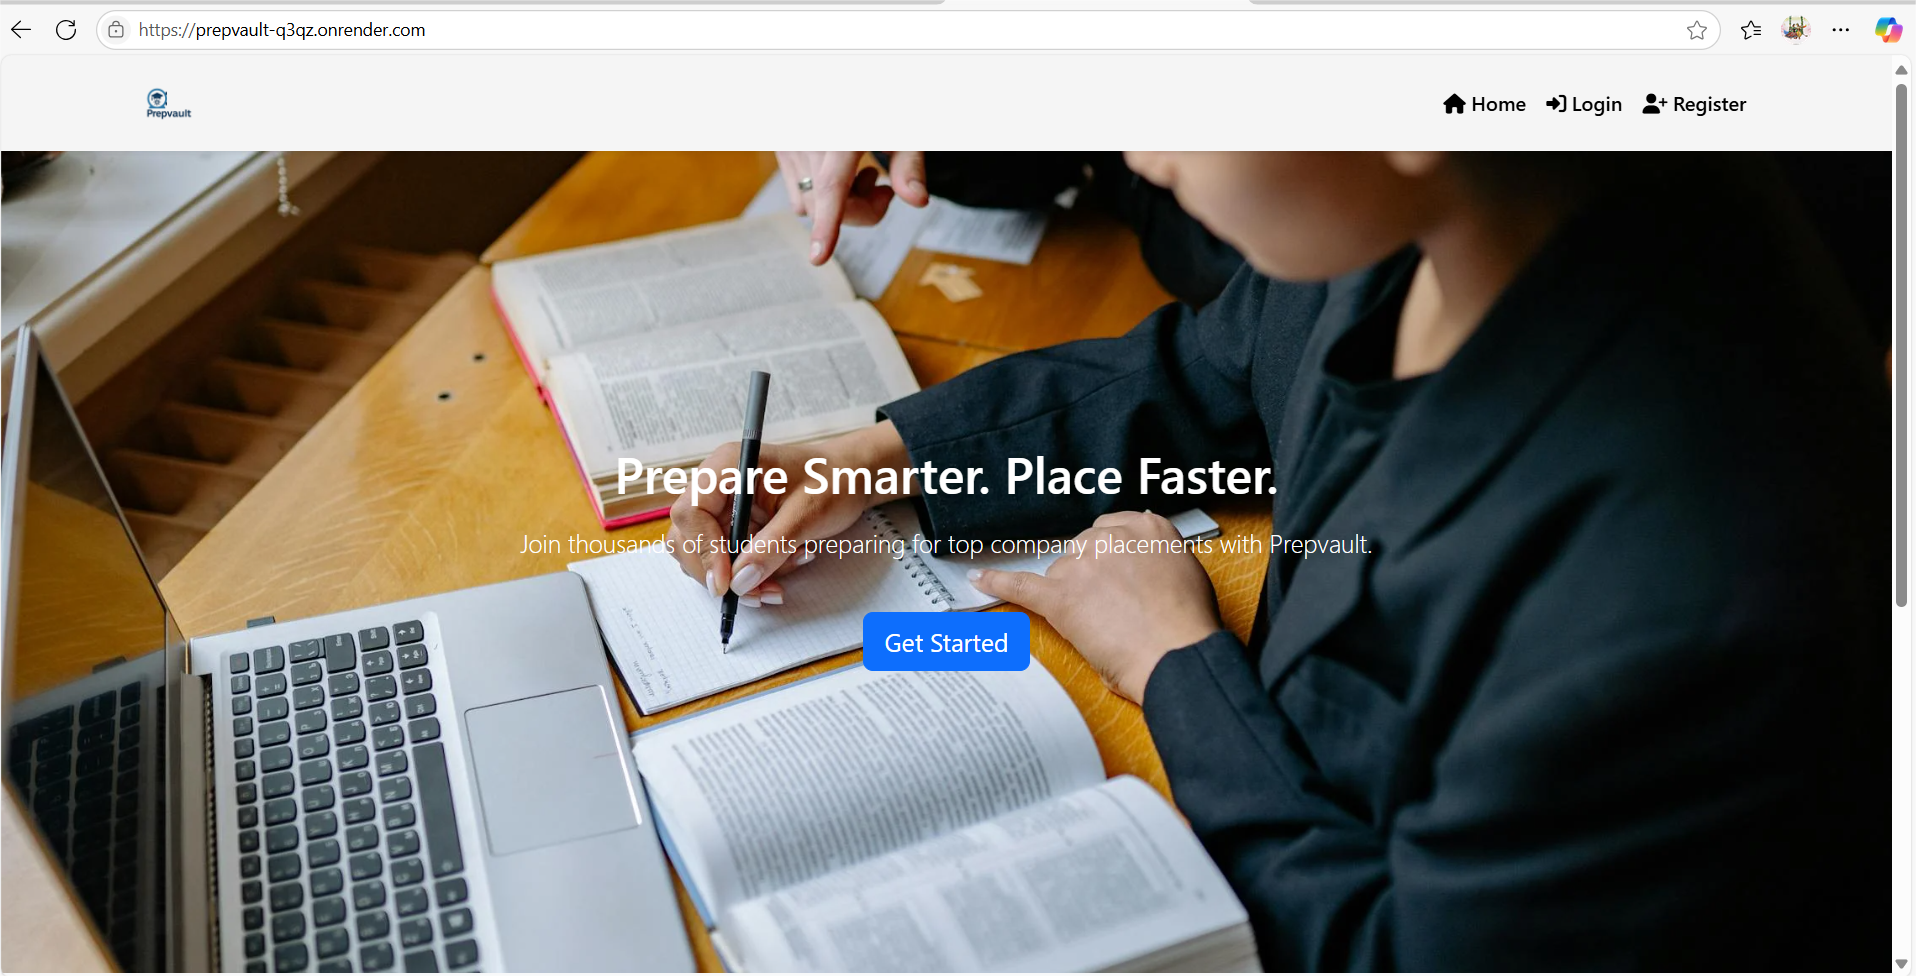 https://prepvault-q3qz.onrender.com
Prepvault
Home
Login
Register
Prepare Smarter. Place Faster.
Join thousands of students preparing for top company placements with Prepvault.
Get Started